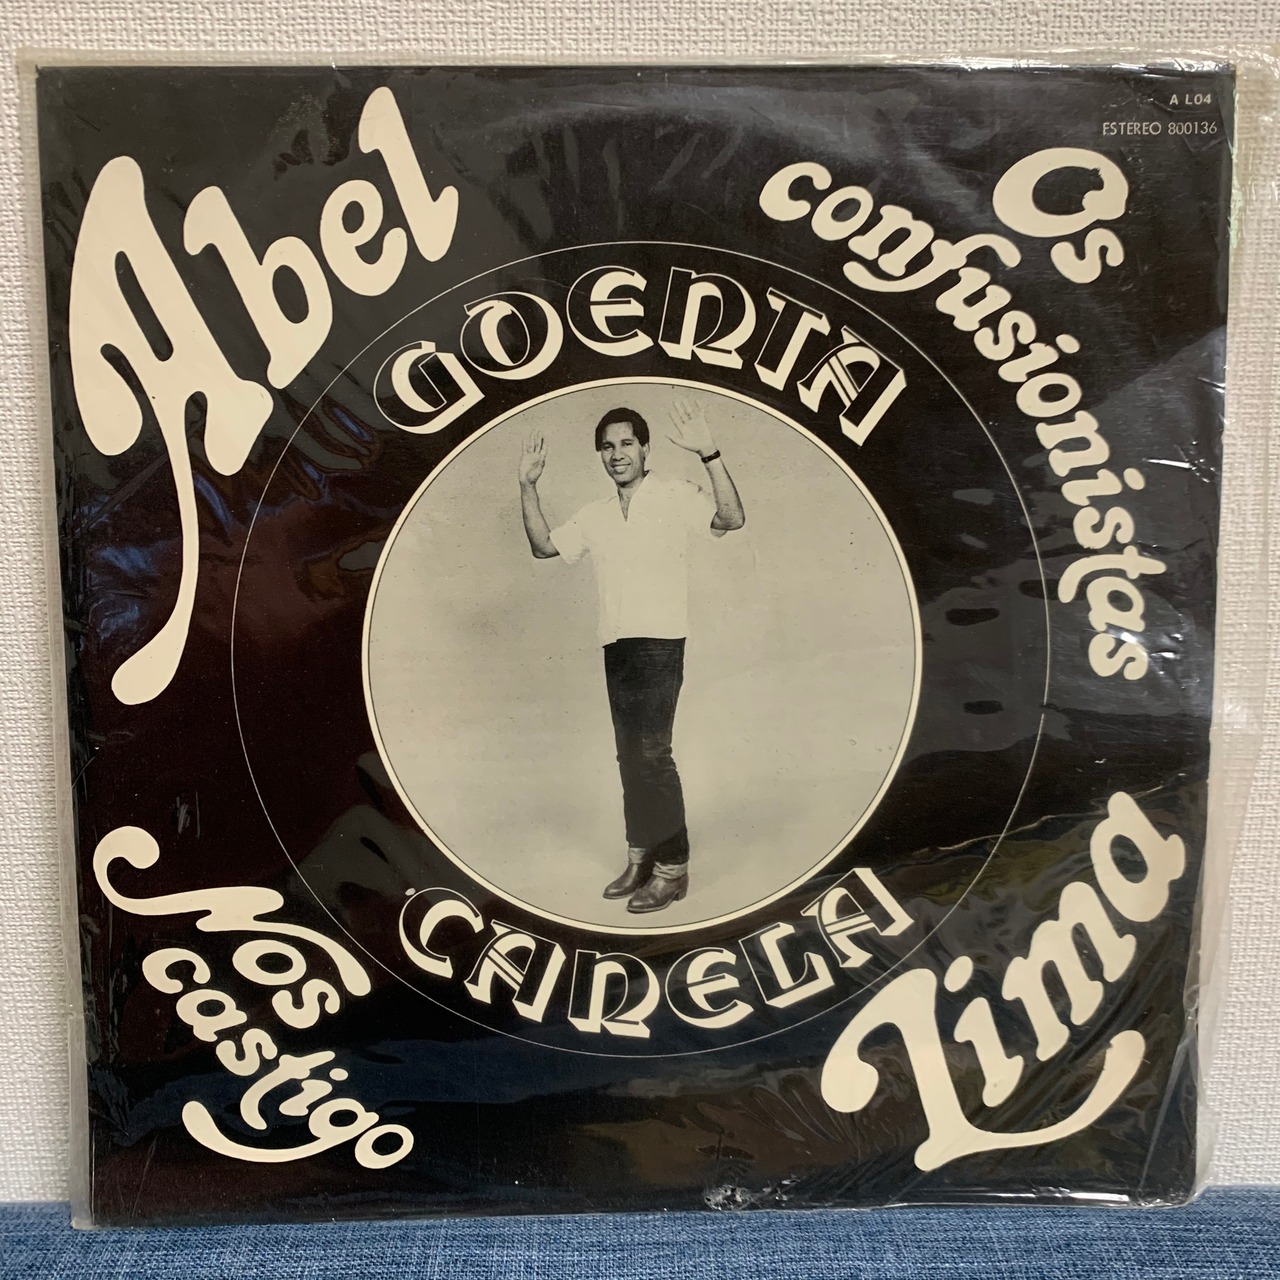 A L04
ESTEREO 800136
Abel
Os
confusionistas
GOENTA
CANELA
Nos
castigo
Lima